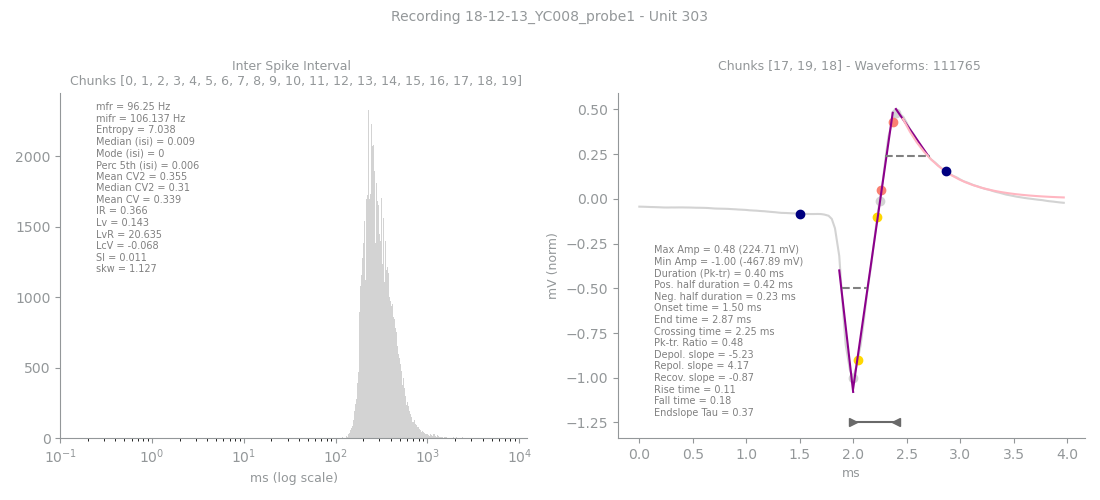 Recording 18-12-13_YC008_probe1 - Unit 303
Inter Spike Interval
Chunks [0, 1, 2, 3, 4, 5, 6, 7, 8, 9, 10, 11, 12, 13, 14, 15, 16, 17, 18, 19]
mfr = 96.25 Hz
mifr = 106.137 Hz
Entropy = 7.038
Median (isi) = 0.009
Mode (isi) = 0
Perc 5th (isi) = 0.006
Mean CV2 = 0.355
Median CV2 = 0.31
Mean CV = 0.339
IR = 0.366
Lv = 0.143
LvR = 20.635
LcV = -0.068
SI = 0.011
skw = 1.127
2000
1500
1000
500
0
10⁻¹ 10⁰ 10¹ 10² 10³ 10⁴
ms (log scale)
Chunks [17, 19, 18] - Waveforms: 111765
mV (norm)
0.50
0.25
0.00
−0.25
−0.50
−0.75
−1.00
−1.25
Max Amp = 0.48 (224.71 mV)
Min Amp = -1.00 (-467.89 mV)
Duration (Pk-tr) = 0.40 ms
Pos. half duration = 0.42 ms
Neg. half duration = 0.23 ms
Onset time = 1.50 ms
End time = 2.87 ms
Crossing time = 2.25 ms
Pk-tr. Ratio = 0.48
Depol. slope = -5.23
Repol. slope = 4.17
Recov. slope = -0.87
Rise time = 0.11
Fall time = 0.18
Endslope Tau = 0.37
0.0 0.5 1.0 1.5 2.0 2.5 3.0 3.5 4.0
ms